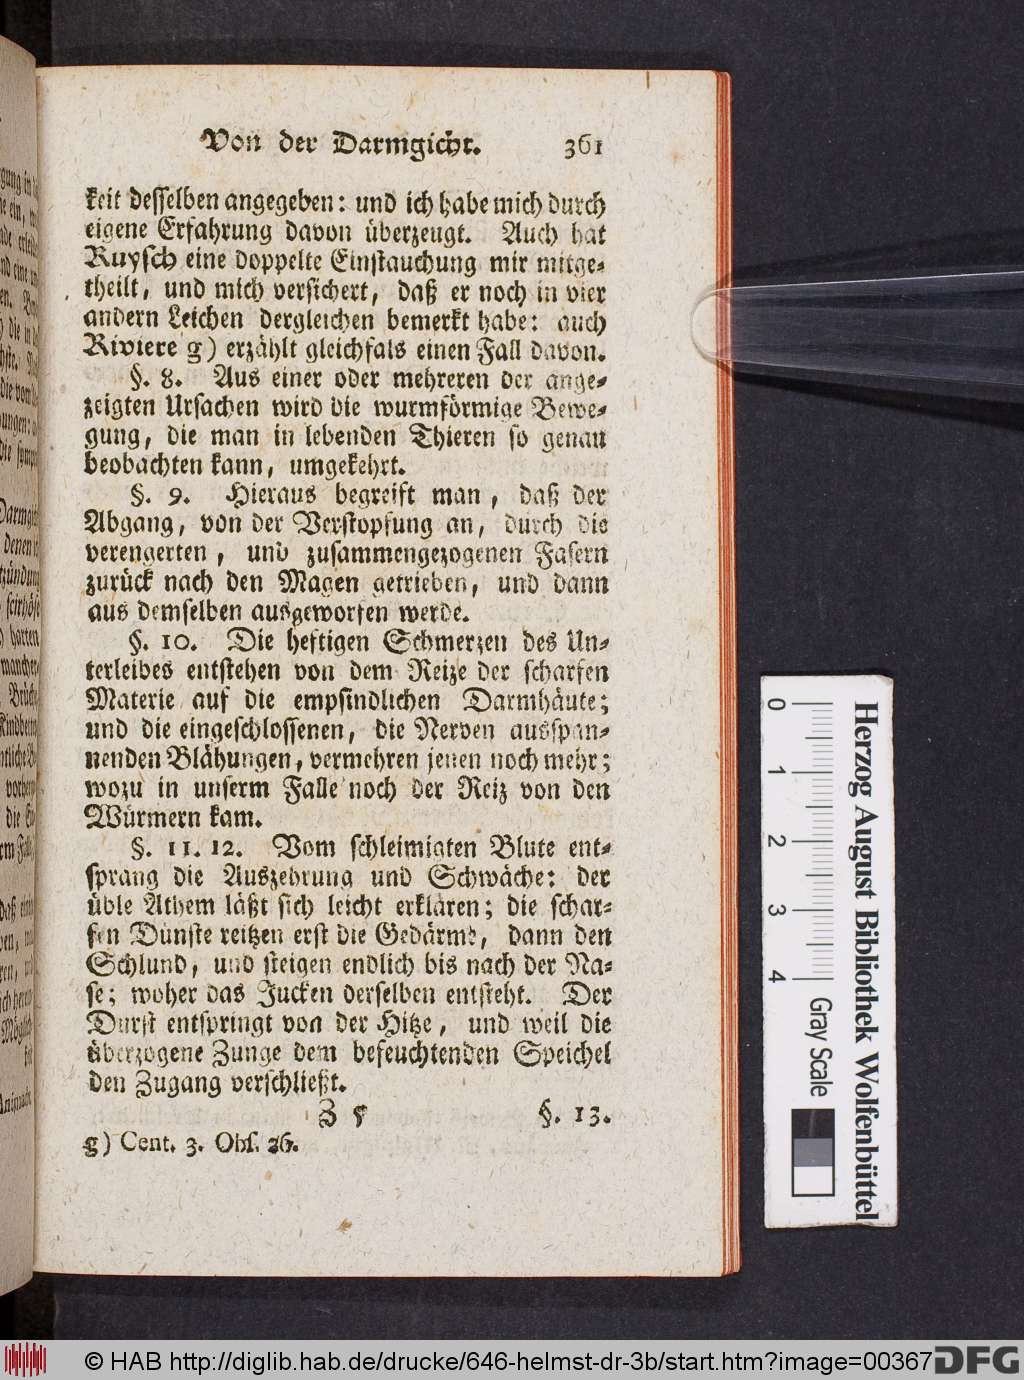 Von der Darmgicht. 361
keit desselben angegeben: und ich habe mich durch
eigene Erfahrung davon überzeugt. Auch hat
Ruysch eine doppelte Einstauchung mir mitge-
theilt, und mich versichert, daß er noch in vier
andern Leichen dergleichen bemerkt habe: auch
Riviere g) erzählt gleichfals einen Fall davon.
§. 8. Aus einer oder mehreren der ange-
zeigten Ursachen wird die wurmförmige Bewe-
gung, die man in lebenden Thieren so genau
beobachten kann, umgekehrt.
§. 9. Hieraus begreift man, daß der
Abgang, von der Verstopfung an, durch die
verengerten, und zusammengezogenen Fasern
zurück nach den Magen getrieben, und dann
aus demselben ausgeworfen werde.
§. 10. Die heftigen Schmerzen des Un-
terleibes entstehen von dem Reize der scharfen
Materie auf die empfindlichen Darmhäute;
und die eingeschlossenen, die Nerven ausspan-
nenden Blähungen, vermehren jenen noch mehr;
wozu in unserm Falle noch der Reiz von den
Würmern kam.
§. 11. 12. Vom schleimigten Blute ent-
sprang die Auszehrung und Schwäche: der
üble Athem läßt sich leicht erklären; die schar-
fen Dünste reitzen erst die Gedärme, dann den
Schlund, und steigen endlich bis nach der Na-
se; woher das Jucken derselben entsteht. Der
Durst entspringt von der Hitze, und weil die
überzogene Zunge dem befeuchtenden Speichel
den Zugang verschließt.
Z 5 §. 13.
g) Cent. 3. Obs. 26.
0 1 2 3 4 Gray Scale
Herzog August Bibliothek Wolfenbüttel
© HAB http://diglib.hab.de/drucke/646-helmst-dr-3b/start.htm?image=00367 DFG